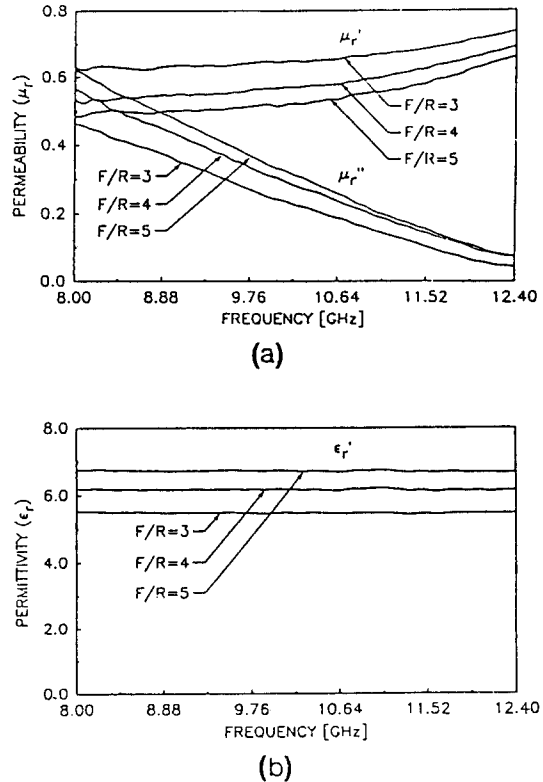 0.8
0.6
0.4
0.2
0.0
PERMEABILITY (μr)
μr'
F/R=3
F/R=4
F/R=5
μr''
F/R=3
F/R=4
F/R=5
8.00 8.88 9.76 10.64 11.52 12.40
FREQUENCY [GHz]
(a)
8.0
6.0
4.0
2.0
0.0
PERMITTIVITY (ϵr)
ϵr'
F/R=3
F/R=4
F/R=5
8.00 8.88 9.76 10.64 11.52 12.40
FREQUENCY [GHz]
(b)